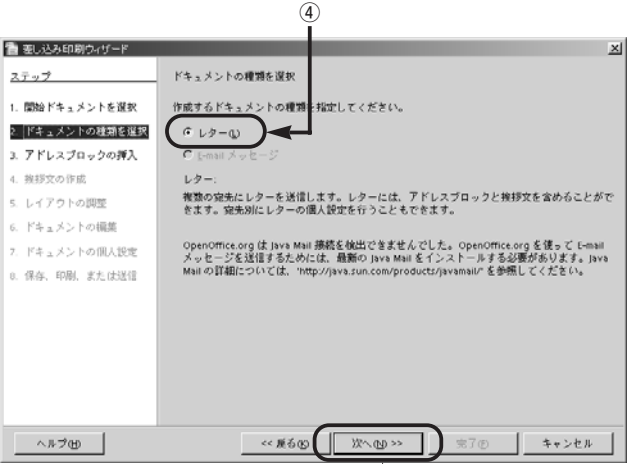 ④
差し込み印刷ウィザード
ステップ
1. 開始ドキュメントを選択
2. ドキュメントの種類を選択
3. アドレスブロックの挿入
4. 挨拶文の作成
5. レイアウトの調整
6. ドキュメントの編集
7. ドキュメントの個人設定
8. 保存、印刷、または送信
ドキュメントの種類を選択
作成するドキュメントの種類を指定してください。
レター(L)
E-mail メッセージ
レター:
複数の宛先にレターを送信します。レターには、アドレスブロックと挨拶文を含めることがで
きます。宛先別にレターの個人設定を行うこともできます。
OpenOffice.org は Java Mail 接続を検出できませんでした。OpenOffice.org を使って E-mail
メッセージを送信するためには、最新の Java Mail をインストールする必要があります。Java
Mail の詳細については、'http://java.sun.com/products/javamail/' を参照してください。
ヘルプ(H)
<< 戻る(K)
次へ(N) >>
完了(F)
キャンセル